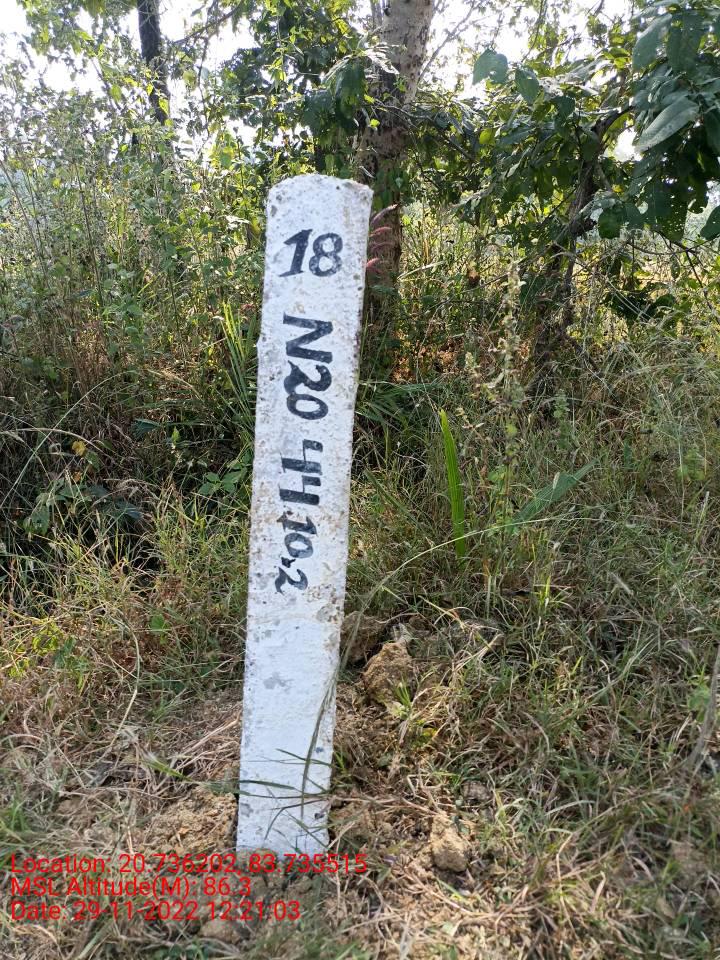 18
N20 44 10.2
Location: 20.736202, 83.735515
MSL Altitude(M): 86.3
Date: 29-11-2022 12:21:03